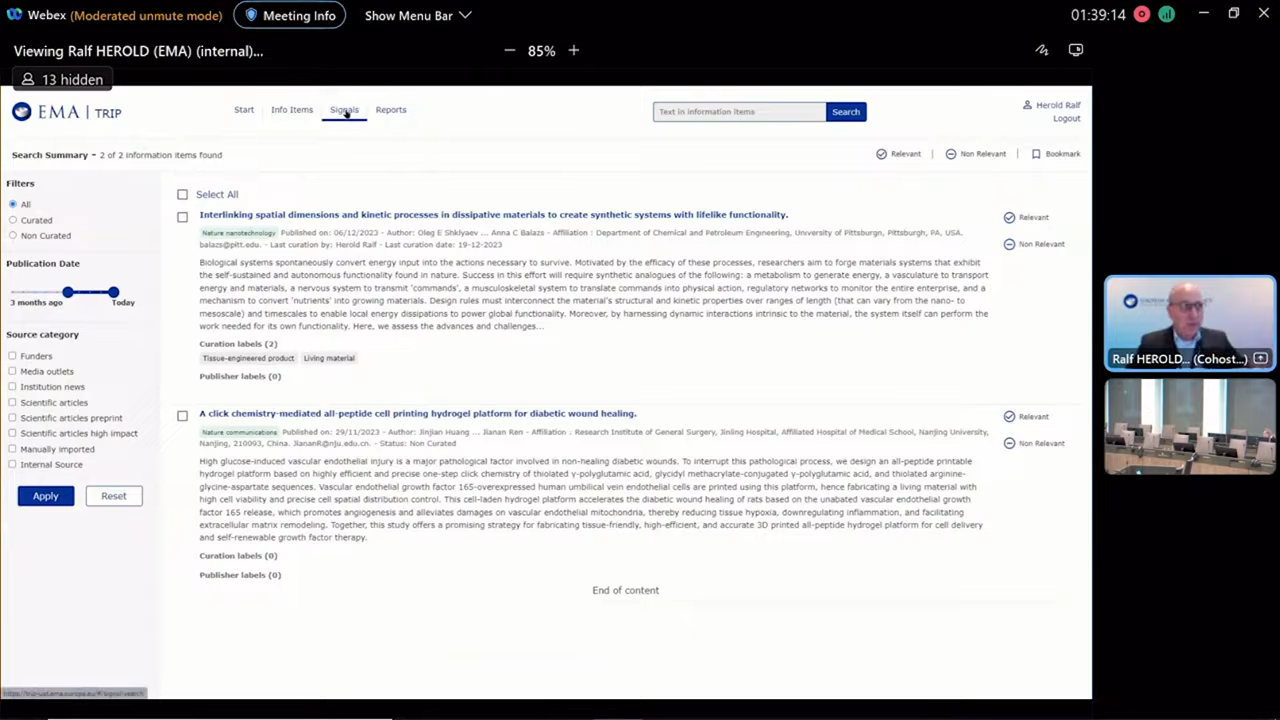 Webex (Moderated unmute mode) Meeting Info Show Menu Bar 01:39:14
Viewing Ralf HEROLD (EMA) (internal)... 85%
13 hidden
EMA | TRIP Start Info Items Signals Reports Text in information items Search Herold Ralf
Logout
Search Summary - 2 of 2 information items found Relevant Non Relevant Bookmark
Filters
All
Curated
Non Curated
Publication Date
3 months ago Today
Source category
Funders
Media outlets
Institution news
Scientific articles
Scientific articles preprint
Scientific articles high impact
Manually imported
Internal Source
Apply Reset
Select All
Interlinking spatial dimensions and kinetic processes in dissipative materials to create synthetic systems with lifelike functionality. Relevant
Nature nanotechnology Published on: 06/12/2023 - Author: Oleg E Shklyaev ... Anna C Balazs - Affiliation : Department of Chemical and Petroleum Engineering, University of Pittsburgh, Pittsburgh, PA, USA.
balazs@pitt.edu. - Last curation by: Herold Ralf - Last curation date: 19-12-2023 Non Relevant
Biological systems spontaneously convert energy input into the actions necessary to survive. Motivated by the efficacy of these processes, researchers aim to forge materials systems that exhibit
the self-sustained and autonomous functionality found in nature. Success in this effort will require synthetic analogues of the following: a metabolism to generate energy, a vasculature to transport
energy and materials, a nervous system to transmit 'commands', a musculoskeletal system to translate commands into physical action, regulatory networks to monitor the entire enterprise, and a
mechanism to convert 'nutrients' into growing materials. Design rules must interconnect the material's structural and kinetic properties over ranges of length (that can vary from the nano- to
mesoscale) and timescales to enable local energy dissipations to power global functionality. Moreover, by harnessing dynamic interactions intrinsic to the material, the system itself can perform the
work needed for its own functionality. Here, we assess the advances and challenges...
Curation labels (2)
Tissue-engineered product Living material
Publisher labels (0)
A click chemistry-mediated all-peptide cell printing hydrogel platform for diabetic wound healing. Relevant
Nature communications Published on: 29/11/2023 - Author: Jinjian Huang ... Jianan Ren - Affiliation : Research Institute of General Surgery, Jinling Hospital, Affiliated Hospital of Medical School, Nanjing University,
Nanjing, 210093, China. JiananR@nju.edu.cn. - Status: Non Curated Non Relevant
High glucose-induced vascular endothelial injury is a major pathological factor involved in non-healing diabetic wounds. To interrupt this pathological process, we design an all-peptide printable
hydrogel platform based on highly efficient and precise one-step click chemistry of thiolated γ-polyglutamic acid, glycidyl methacrylate-conjugated γ-polyglutamic acid, and thiolated arginine-
glycine-aspartate sequences. Vascular endothelial growth factor 165-overexpressed human umbilical vein endothelial cells are printed using this platform, hence fabricating a living material with
high cell viability and precise cell spatial distribution control. This cell-laden hydrogel platform accelerates the diabetic wound healing of rats based on the unabated vascular endothelial growth
factor 165 release, which promotes angiogenesis and alleviates damages on vascular endothelial mitochondria, thereby reducing tissue hypoxia, downregulating inflammation, and facilitating
extracellular matrix remodeling. Together, this study offers a promising strategy for fabricating tissue-friendly, high-efficient, and accurate 3D printed all-peptide hydrogel platform for cell delivery
and self-renewable growth factor therapy.
Curation labels (0)
Publisher labels (0)
End of content
Ralf HEROLD... (Cohost...)